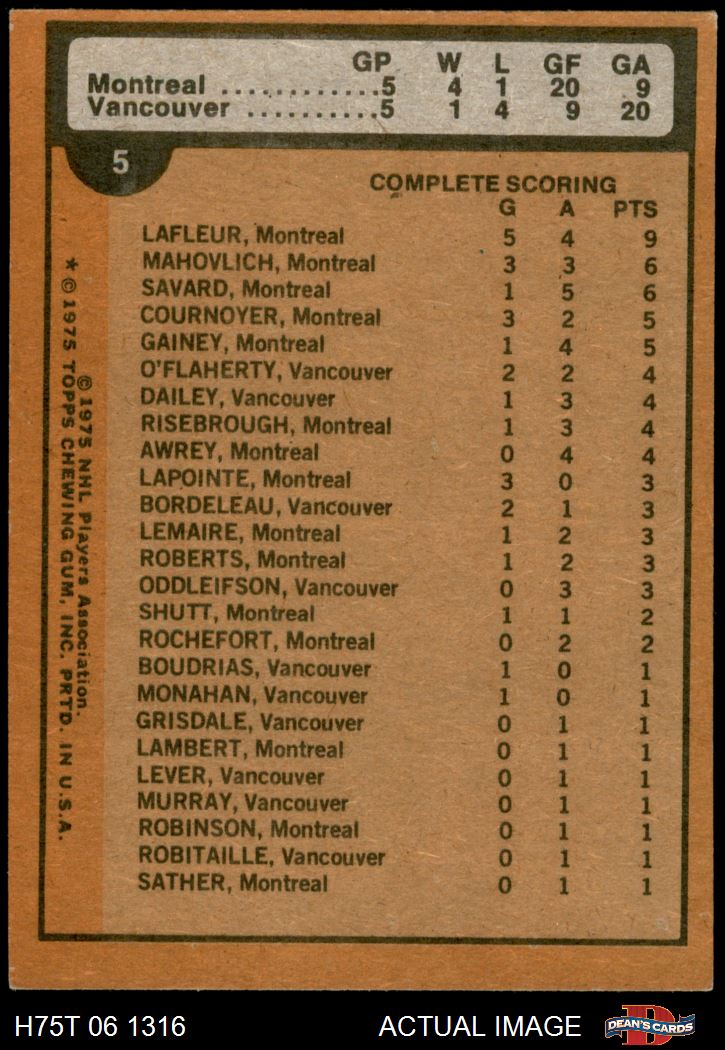 GP W L GF GA
Montreal ............5 4 1 20 9
Vancouver ..........5 1 4 9 20
5
COMPLETE SCORING
G A PTS
LAFLEUR, Montreal 5 4 9
MAHOVLICH, Montreal 3 3 6
SAVARD, Montreal 1 5 6
COURNOYER, Montreal 3 2 5
GAINEY, Montreal 1 4 5
O'FLAHERTY, Vancouver 2 2 4
DAILEY, Vancouver 1 3 4
RISEBROUGH, Montreal 1 3 4
AWREY, Montreal 0 4 4
LAPOINTE, Montreal 3 0 3
BORDELEAU, Vancouver 2 1 3
LEMAIRE, Montreal 1 2 3
ROBERTS, Montreal 1 2 3
ODDLEIFSON, Vancouver 0 3 3
SHUTT, Montreal 1 1 2
ROCHEFORT, Montreal 0 2 2
BOUDRIAS, Vancouver 1 0 1
MONAHAN, Vancouver 1 0 1
GRISDALE, Vancouver 0 1 1
LAMBERT, Montreal 0 1 1
LEVER, Vancouver 0 1 1
MURRAY, Vancouver 0 1 1
ROBINSON, Montreal 0 1 1
ROBITAILLE, Vancouver 0 1 1
SATHER, Montreal 0 1 1
© 1975 NHL Players Association.
* © 1975 TOPPS CHEWING GUM, INC. PRTD. IN U.S.A.
H75T 06 1316 ACTUAL IMAGE
D
DEAN'S CARDS